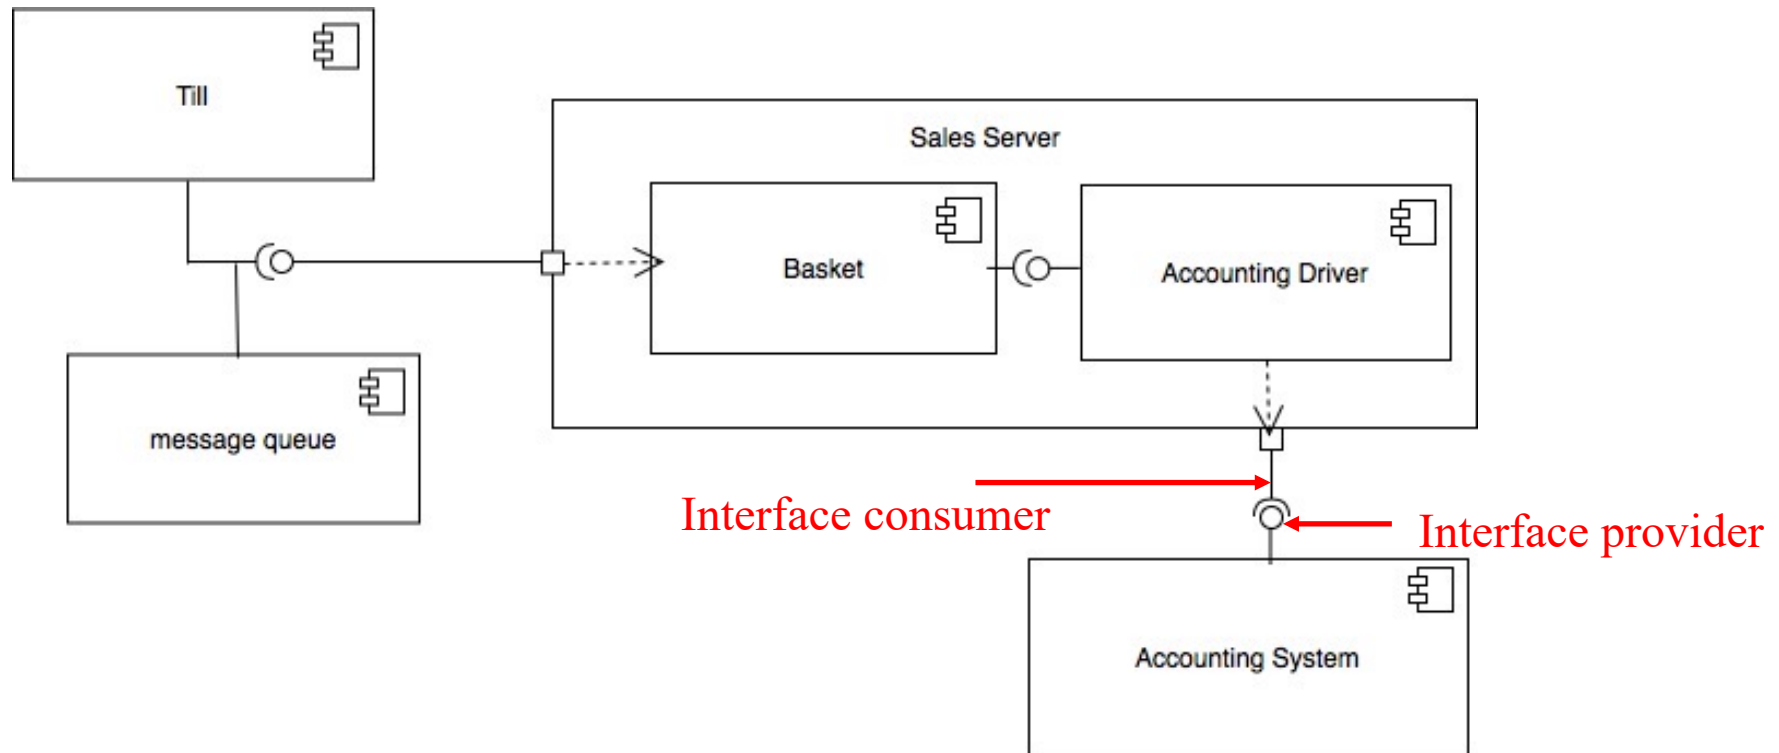 Till
Sales Server
Basket
Accounting Driver
message queue
Interface consumer
Interface provider
Accounting System